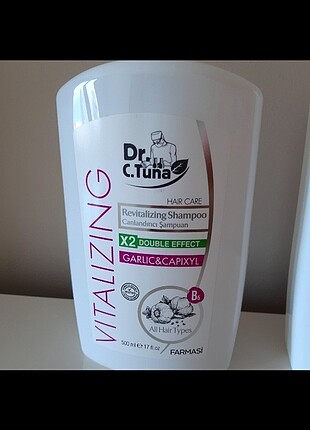 VITALIZING
Dr.
C.Tuna
HAIR CARE
Revitalizing Shampoo
Canlandırıcı Şampuan
X2 DOUBLE EFFECT
GARLIC&CAPIXYL
B5
All Hair Types
500 ml e 17 fl.oz
FARMASİ